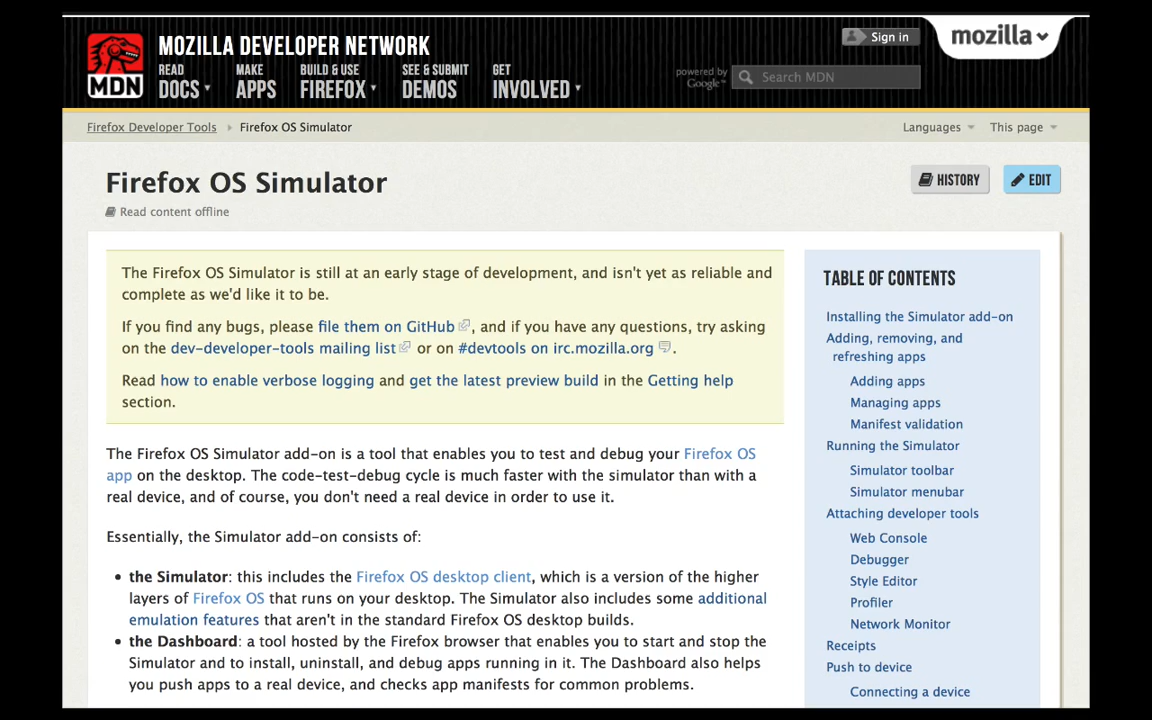 MOZILLA DEVELOPER NETWORK
Sign in
mozilla
MDN
READ
DOCS
MAKE
APPS
BUILD & USE
FIREFOX
SEE & SUBMIT
DEMOS
GET
INVOLVED
powered by
Google™
Search MDN
Firefox Developer Tools
Firefox OS Simulator
Languages
This page
Firefox OS Simulator
HISTORY
EDIT
Read content offline
The Firefox OS Simulator is still at an early stage of development, and isn't yet as reliable and
complete as we'd like it to be.
If you find any bugs, please file them on GitHub, and if you have any questions, try asking
on the dev-developer-tools mailing list or on #devtools on irc.mozilla.org.
Read how to enable verbose logging and get the latest preview build in the Getting help
section.
The Firefox OS Simulator add-on is a tool that enables you to test and debug your Firefox OS
app on the desktop. The code-test-debug cycle is much faster with the simulator than with a
real device, and of course, you don't need a real device in order to use it.
Essentially, the Simulator add-on consists of:
• the Simulator: this includes the Firefox OS desktop client, which is a version of the higher
layers of Firefox OS that runs on your desktop. The Simulator also includes some additional
emulation features that aren't in the standard Firefox OS desktop builds.
• the Dashboard: a tool hosted by the Firefox browser that enables you to start and stop the
Simulator and to install, uninstall, and debug apps running in it. The Dashboard also helps
you push apps to a real device, and checks app manifests for common problems.
TABLE OF CONTENTS
Installing the Simulator add-on
Adding, removing, and
refreshing apps
Adding apps
Managing apps
Manifest validation
Running the Simulator
Simulator toolbar
Simulator menubar
Attaching developer tools
Web Console
Debugger
Style Editor
Profiler
Network Monitor
Receipts
Push to device
Connecting a device